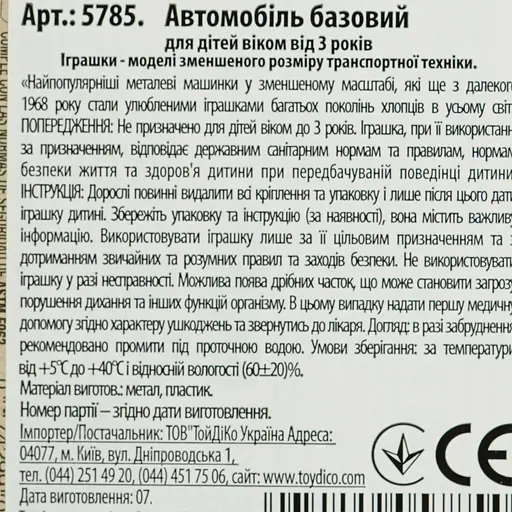 Арт.: 5785. Автомобіль базовий
для дітей віком від 3 років
Іграшки - моделі зменшеного розміру транспортної техніки.
«Найпопулярніші металеві машинки у зменшеному масштабі, які ще з далекого
1968 року стали улюбленими іграшками багатьох поколінь хлопців в усьому світ
ПОПЕРЕДЖЕННЯ: Не призначено для дітей віком до 3 років. Іграшка, при її використан
за призначенням, відповідає державним санітарним нормам та правилам, нормам
безпеки життя та здоров'я дитини при передбачуваній поведінці дитини
ІНСТРУКЦІЯ: Дорослі повинні видалити всі кріплення та упаковку і лише після цього дат
іграшку дитині. Збережіть упаковку та інструкцію (за наявності), вона містить важливу
інформацію. Використовувати іграшку лише за її цільовим призначенням та з
дотриманням звичайних та розумних правил та заходів безпеки. Не використовувати
іграшку у разі несправності. Можлива поява дрібних часток, що може становити загрозу
порушення дихання та інших функцій організму. В цьому випадку надати першу медичну
допомогу згідно характеру ушкоджень та звернутись до лікаря. Догляд: в разі забруднення
рекомендовано промити під проточною водою. Умови зберігання: за температури
від +5°С до +40°С і відносній вологості (60±20)%.
Матеріал виготов.: метал, пластик.
Номер партії – згідно дати виготовлення.
Імпортер/Постачальник: ТОВ"ТойДіКо Україна Адреса:
04077, м. Київ, вул. Дніпроводська 1,
тел. (044) 251 49 20, (044) 451 75 06, сайт: www.toydico.com
Дата виготовлення: 07.
CE